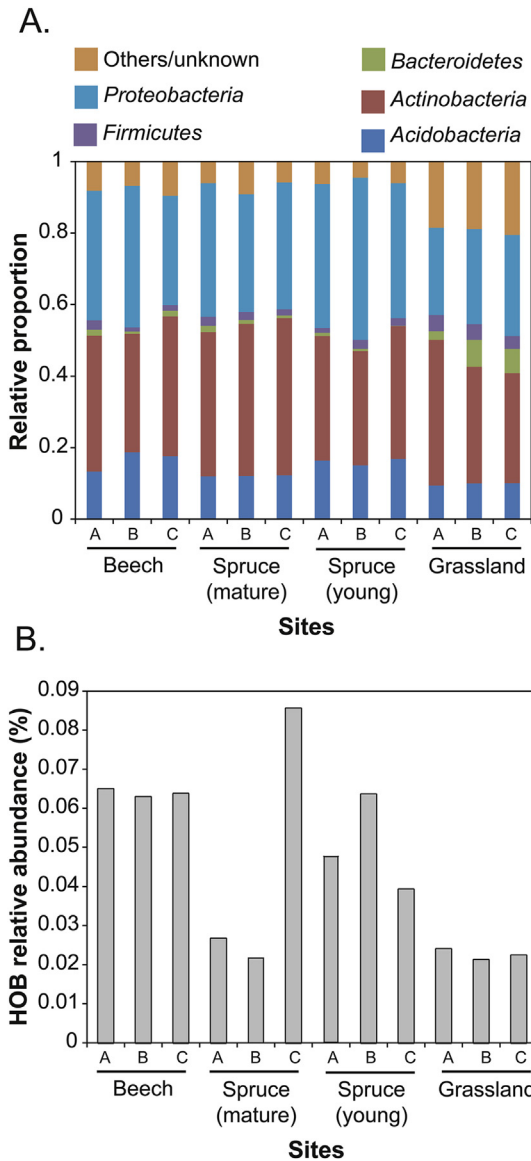 A.
Others/unknown
Bacteroidetes
Proteobacteria
Actinobacteria
Firmicutes
Acidobacteria
Relative proportion
1
0.8
0.6
0.4
0.2
0
A B C A B C A B C A B C
Beech Spruce (mature) Spruce (young) Grassland
Sites
B.
HOB relative abundance (%)
0.09
0.08
0.07
0.06
0.05
0.04
0.03
0.02
0.01
0
A B C A B C A B C A B C
Beech Spruce (mature) Spruce (young) Grassland
Sites